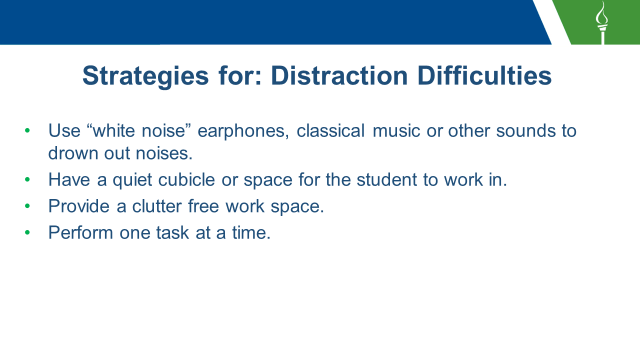 Strategies for: Distraction Difficulties
• Use “white noise” earphones, classical music or other sounds to
drown out noises.
• Have a quiet cubicle or space for the student to work in.
• Provide a clutter free work space.
• Perform one task at a time.